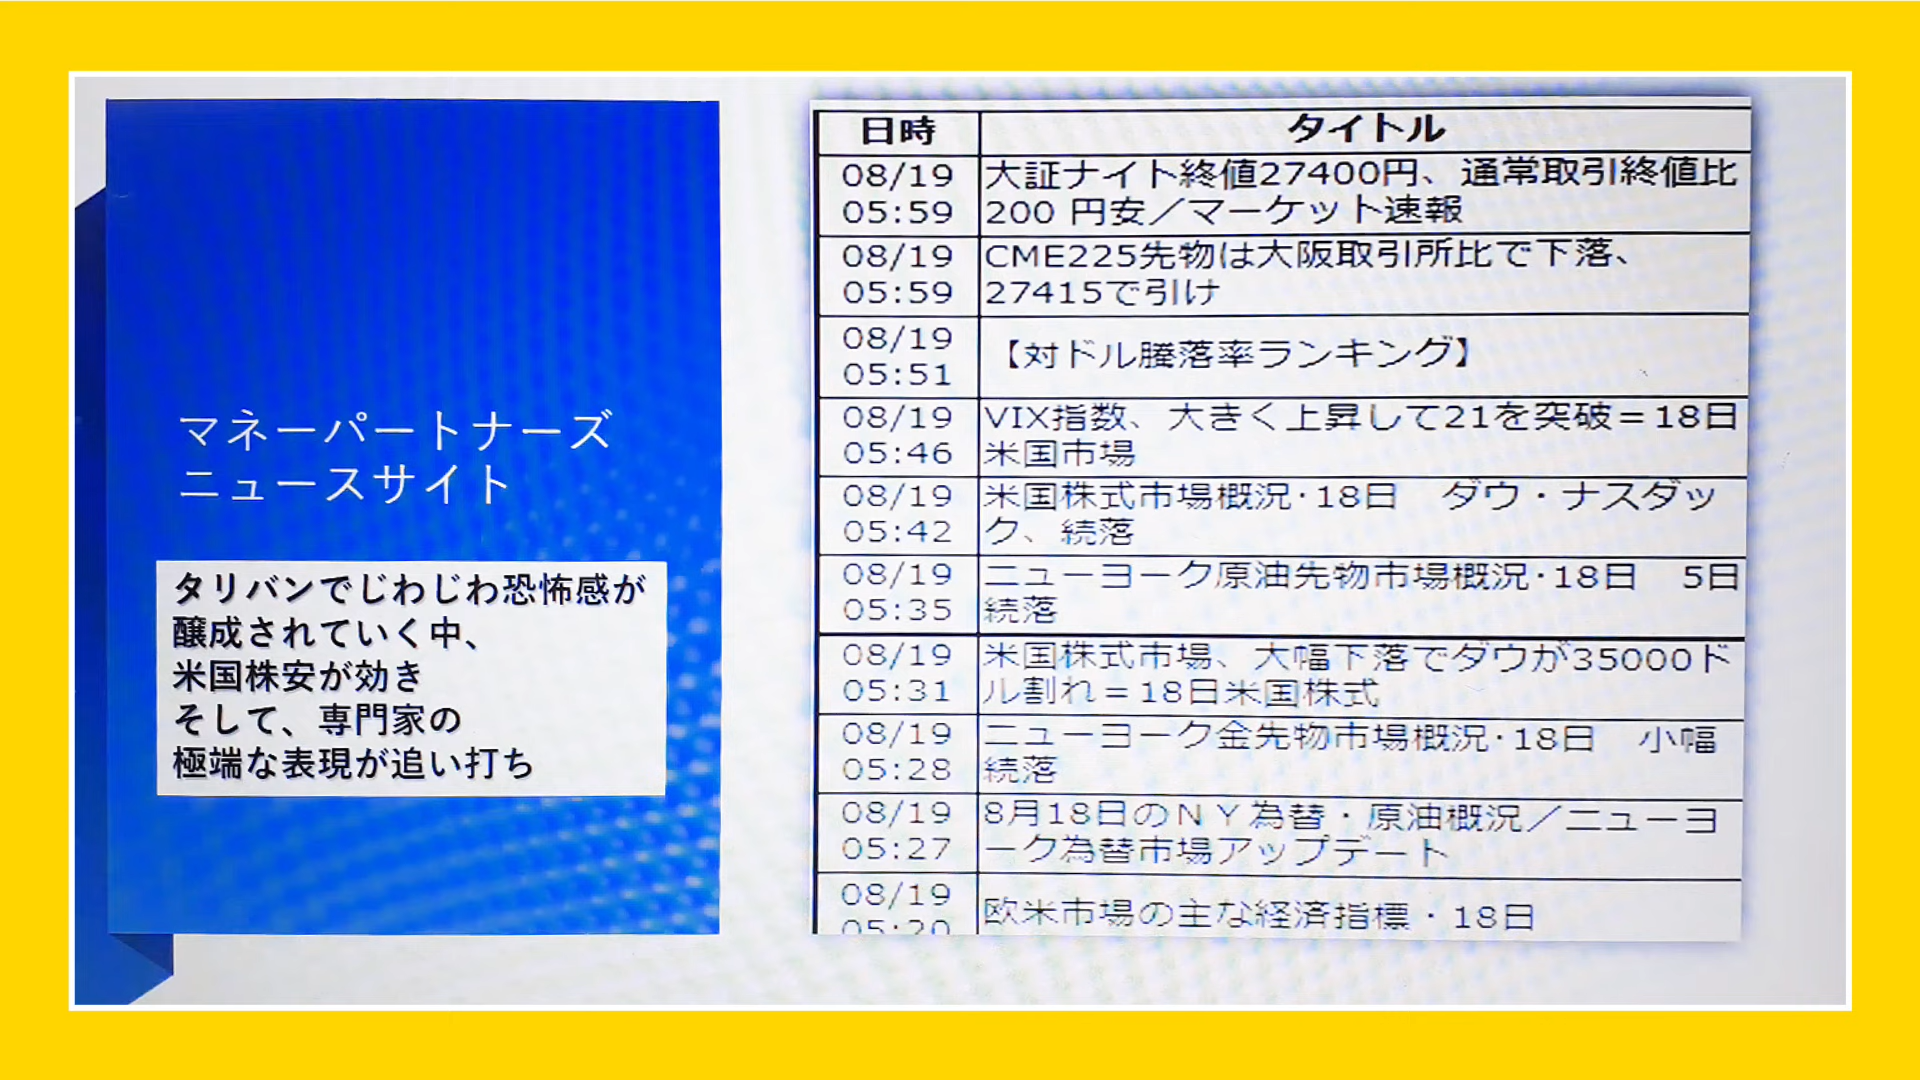 マネーパートナーズ
ニュースサイト
タリバンでじわじわ恐怖感が
醸成されていく中、
米国株安が効き
そして、専門家の
極端な表現が追い打ち
日時 タイトル
08/19 大証ナイト終値27400円、通常取引終値比
05:59 200 円安／マーケット速報
08/19 CME225先物は大阪取引所比で下落、
05:59 27415で引け
08/19
05:51 【対ドル騰落率ランキング】
08/19 VIX指数、大きく上昇して21を突破＝18日
05:46 米国市場
08/19 米国株式市場概況･18日　ダウ・ナスダッ
05:42 ク、続落
08/19 ニューヨーク原油先物市場概況･18日　5日
05:35 続落
08/19 米国株式市場、大幅下落でダウが35000ド
05:31 ル割れ＝18日米国株式
08/19 ニューヨーク金先物市場概況･18日　小幅
05:28 続落
08/19 8月18日のＮＹ為替・原油概況／ニューヨ
05:27 ーク為替市場アップデート
08/19
05:20 欧米市場の主な経済指標・18日